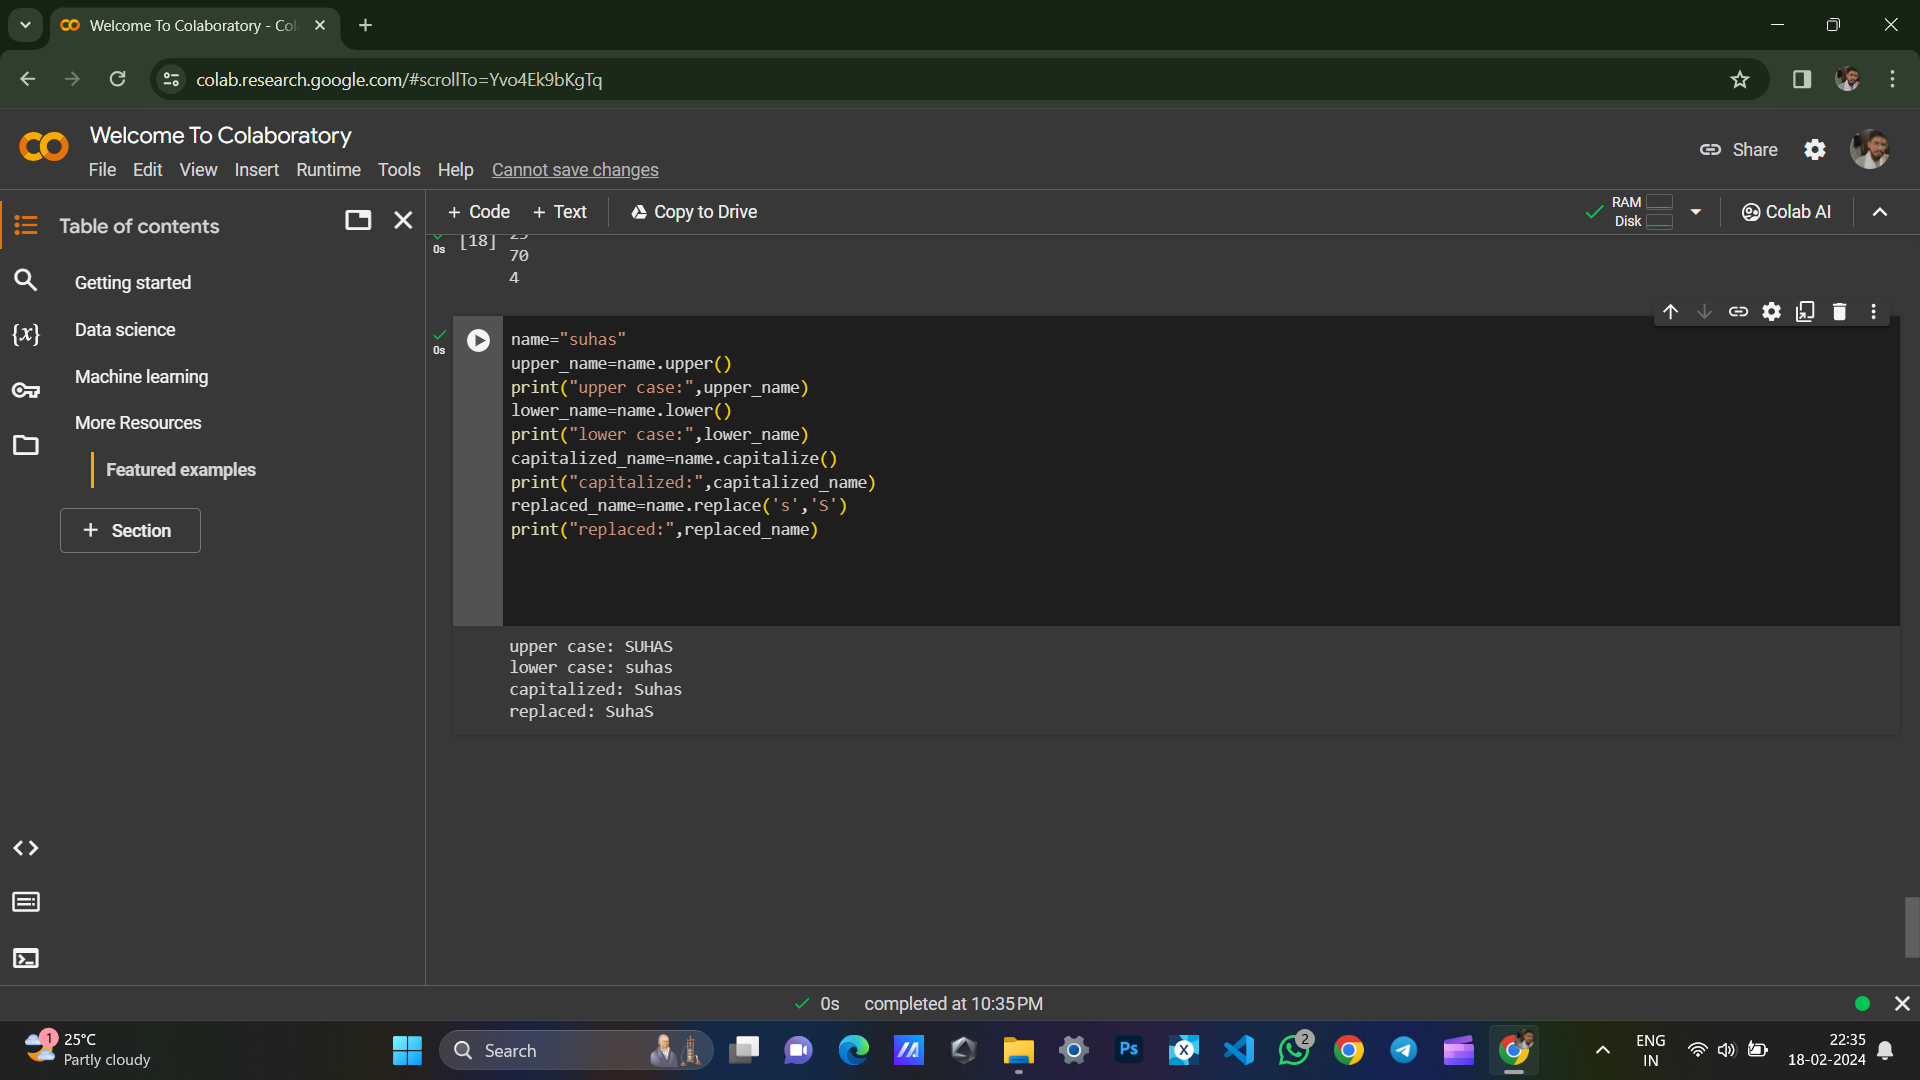 Welcome To Colaboratory - Col
colab.research.google.com/#scrollTo=Yvo4Ek9bKgTq
Welcome To Colaboratory
File Edit View Insert Runtime Tools Help Cannot save changes
Share
Table of contents
+ Code + Text Copy to Drive
RAM
Disk
Colab AI
Getting started
Data science
Machine learning
More Resources
Featured examples
+ Section
{x}
0s
[18]
70
4
0s
name="suhas"
upper_name=name.upper()
print("upper case:",upper_name)
lower_name=name.lower()
print("lower case:",lower_name)
capitalized_name=name.capitalize()
print("capitalized:",capitalized_name)
replaced_name=name.replace('s','S')
print("replaced:",replaced_name)
upper case: SUHAS
lower case: suhas
capitalized: Suhas
replaced: SuhaS
0s completed at 10:35 PM
1
25°C
Partly cloudy
Search
Ps
X
2
ENG
IN
22:35
18-02-2024